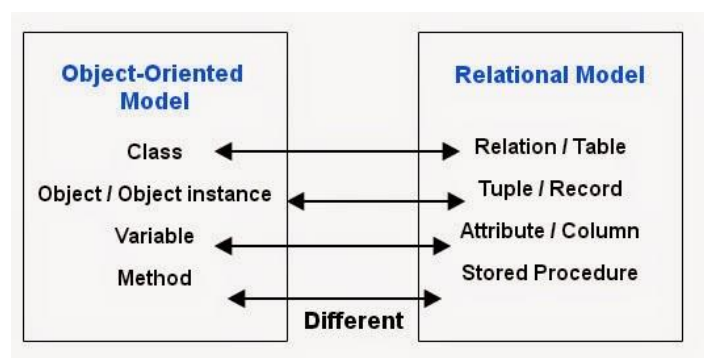 Object-Oriented
Model
Class
Object / Object instance
Variable
Method
Relational Model
Relation / Table
Tuple / Record
Attribute / Column
Stored Procedure
Different